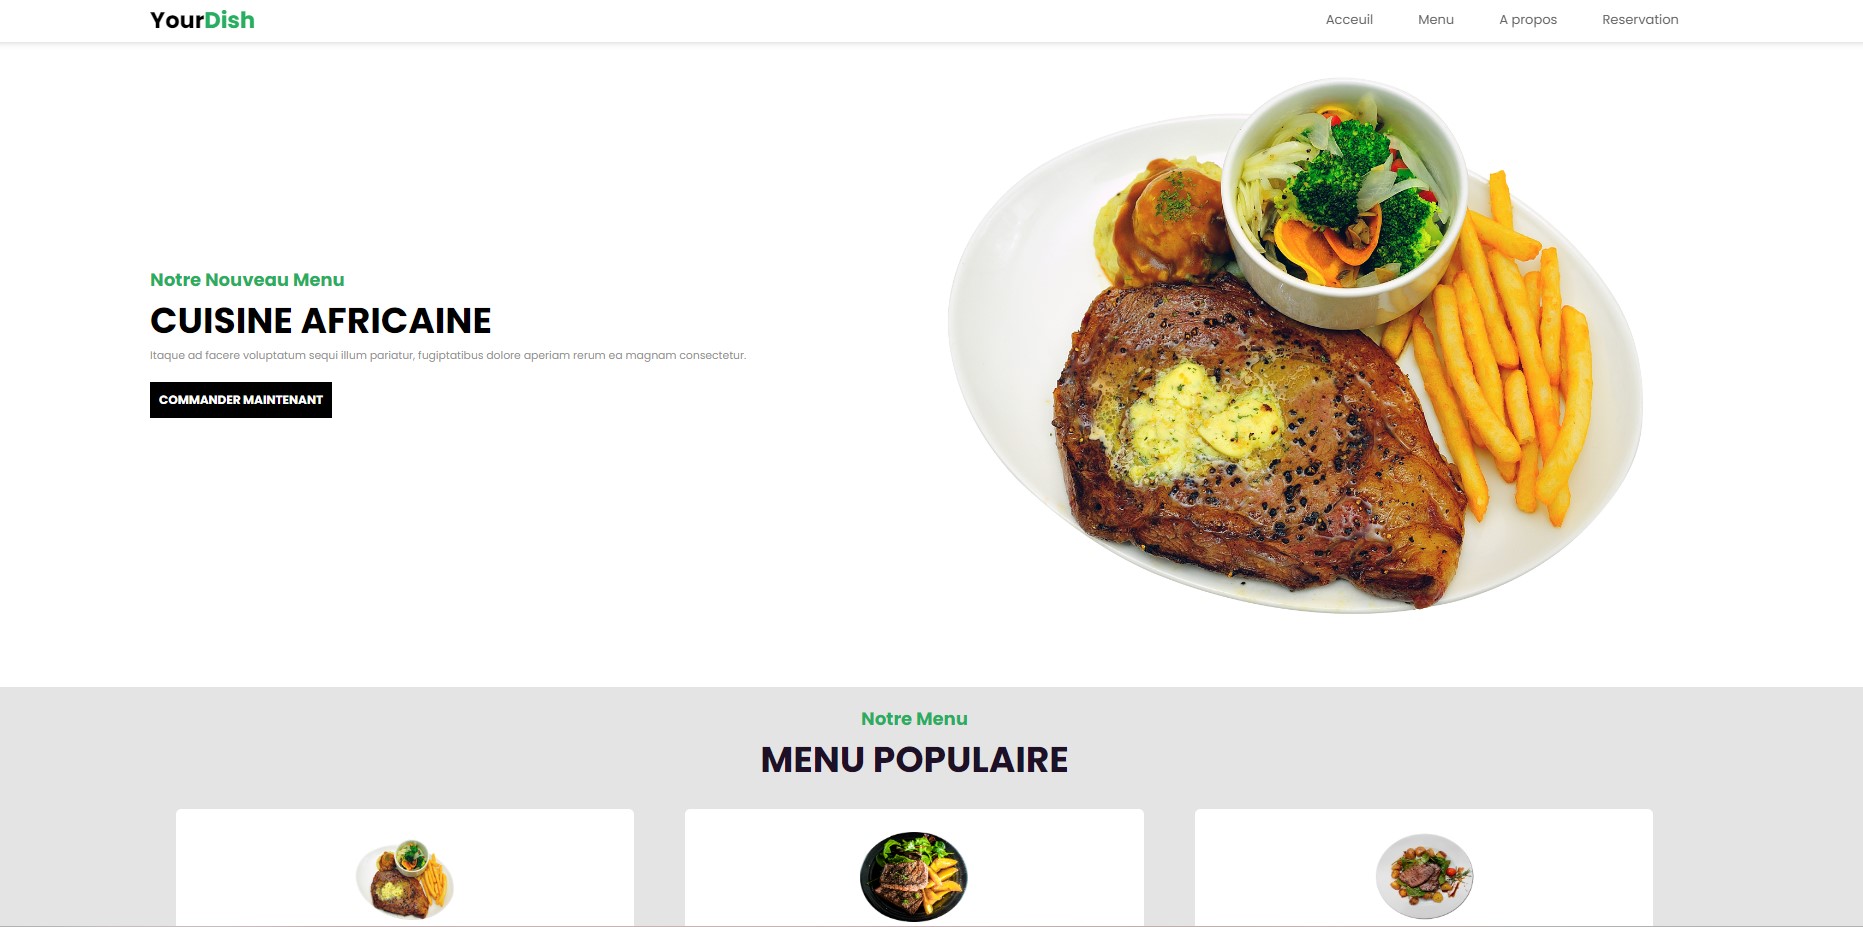 YourDish
Acceuil Menu A propos Reservation
Notre Nouveau Menu
CUISINE AFRICAINE
Itaque ad facere voluptatum sequi illum pariatur, fugiptatibus dolore aperiam rerum ea magnam consectetur.
COMMANDER MAINTENANT
Notre Menu
MENU POPULAIRE